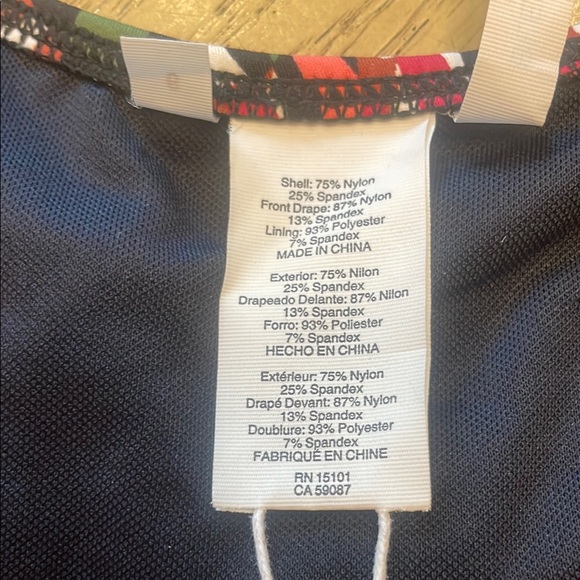 Shell: 75% Nylon
25% Spandex
Front Drape: 87% Nylon
13% Spandex
Lining: 93% Polyester
7% Spandex
MADE IN CHINA
Exterior: 75% Nilon
25% Spandex
Drapeado Delante: 87% Nilon
13% Spandex
Forro: 93% Poliester
7% Spandex
HECHO EN CHINA
Extérieur: 75% Nylon
25% Spandex
Drapé Devant: 87% Nylon
13% Spandex
Doublure: 93% Polyester
7% Spandex
FABRIQUÉ EN CHINE
RN 15101
CA 59087